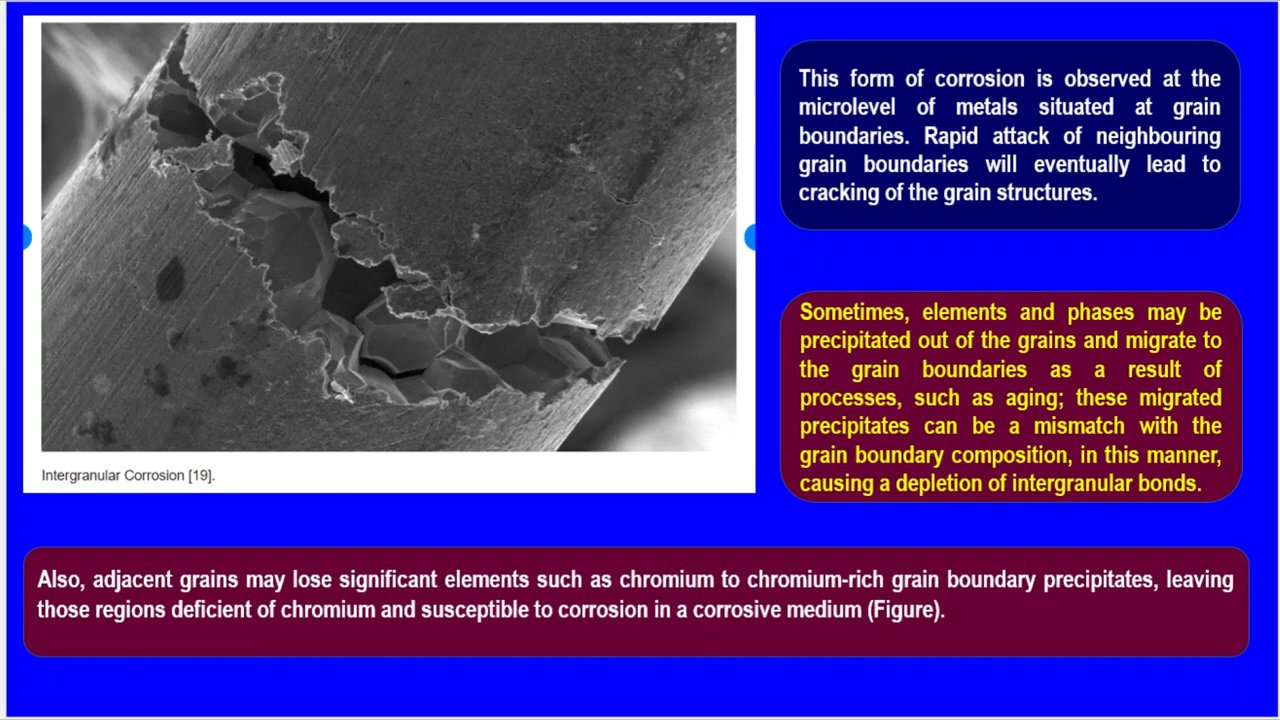 This form of corrosion is observed at the
microlevel of metals situated at grain
boundaries. Rapid attack of neighbouring
grain boundaries will eventually lead to
cracking of the grain structures.
Sometimes, elements and phases may be
precipitated out of the grains and migrate to
the grain boundaries as a result of
processes, such as aging; these migrated
precipitates can be a mismatch with the
grain boundary composition, in this manner,
causing a depletion of intergranular bonds.
Intergranular Corrosion [19].
Also, adjacent grains may lose significant elements such as chromium to chromium-rich grain boundary precipitates, leaving
those regions deficient of chromium and susceptible to corrosion in a corrosive medium (Figure).